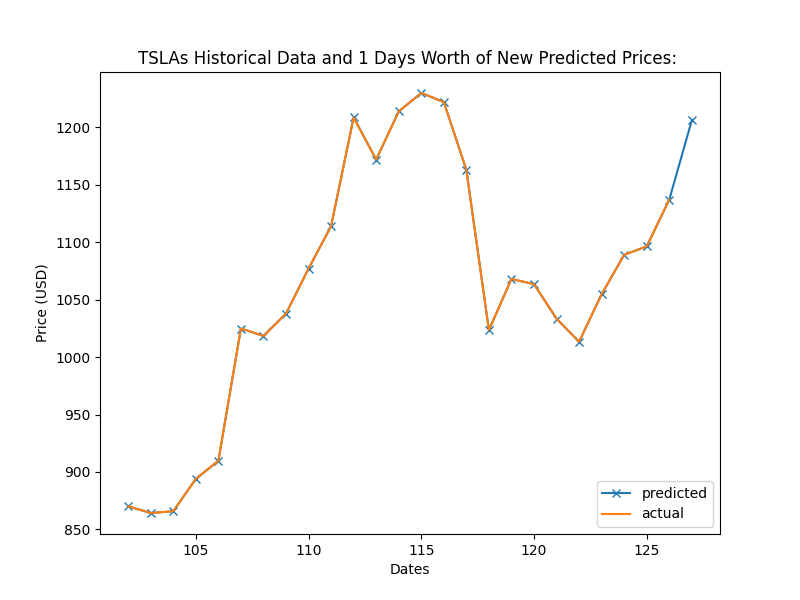 TSLAs Historical Data and 1 Days Worth of New Predicted Prices:
1200
1150
1100
1050
1000
950
900
850
Price (USD)
105 110 115 120 125
Dates
predicted
actual